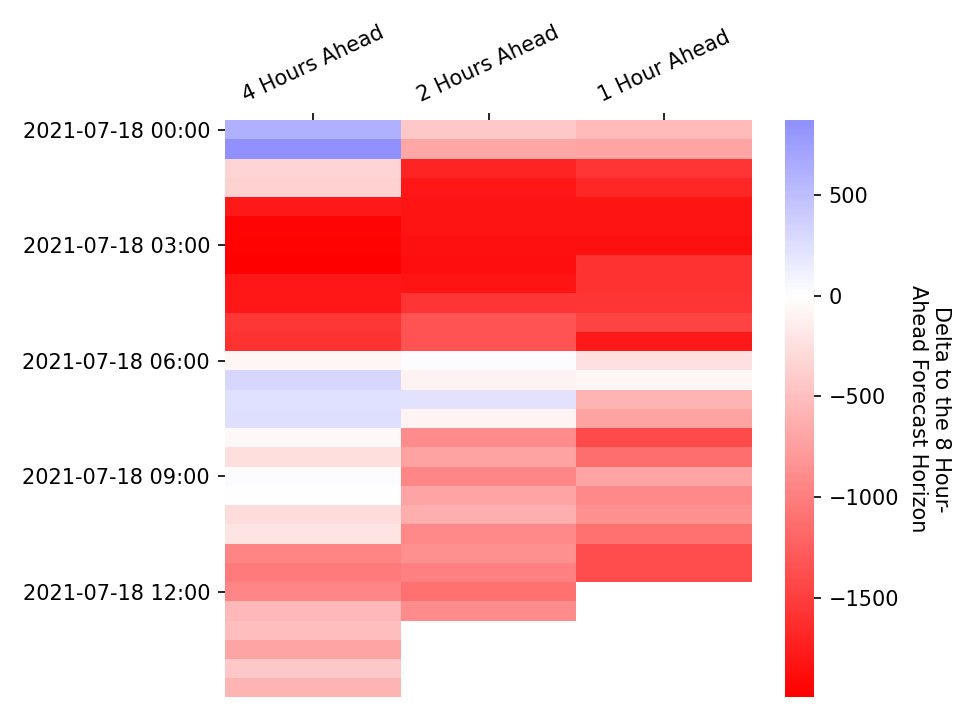 4 Hours Ahead
2 Hours Ahead
1 Hour Ahead
2021-07-18 00:00
2021-07-18 03:00
2021-07-18 06:00
2021-07-18 09:00
2021-07-18 12:00
500
0
−500
−1000
−1500
Delta to the 8 Hour-
Ahead Forecast Horizon